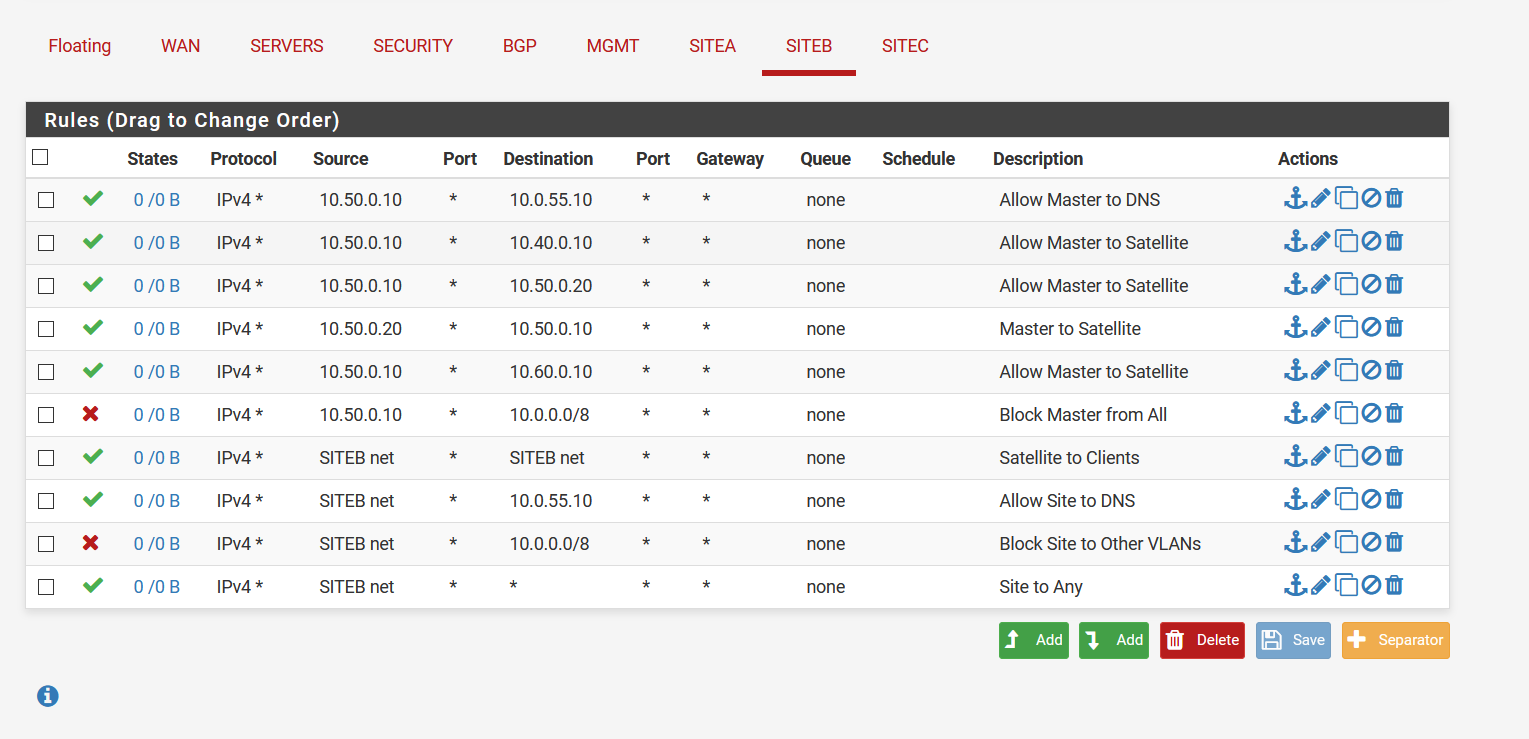 Floating WAN SERVERS SECURITY BGP MGMT SITEA SITEB SITEC
Rules (Drag to Change Order)
States Protocol Source Port Destination Port Gateway Queue Schedule Description Actions
0 /0 B IPv4 * 10.50.0.10 * 10.0.55.10 * * none Allow Master to DNS
0 /0 B IPv4 * 10.50.0.10 * 10.40.0.10 * * none Allow Master to Satellite
0 /0 B IPv4 * 10.50.0.10 * 10.50.0.20 * * none Allow Master to Satellite
0 /0 B IPv4 * 10.50.0.20 * 10.50.0.10 * * none Master to Satellite
0 /0 B IPv4 * 10.50.0.10 * 10.60.0.10 * * none Allow Master to Satellite
0 /0 B IPv4 * 10.50.0.10 * 10.0.0.0/8 * * none Block Master from All
0 /0 B IPv4 * SITEB net * SITEB net * * none Satellite to Clients
0 /0 B IPv4 * SITEB net * 10.0.55.10 * * none Allow Site to DNS
0 /0 B IPv4 * SITEB net * 10.0.0.0/8 * * none Block Site to Other VLANs
0 /0 B IPv4 * SITEB net * * * * none Site to Any
Add Add Delete Save Separator